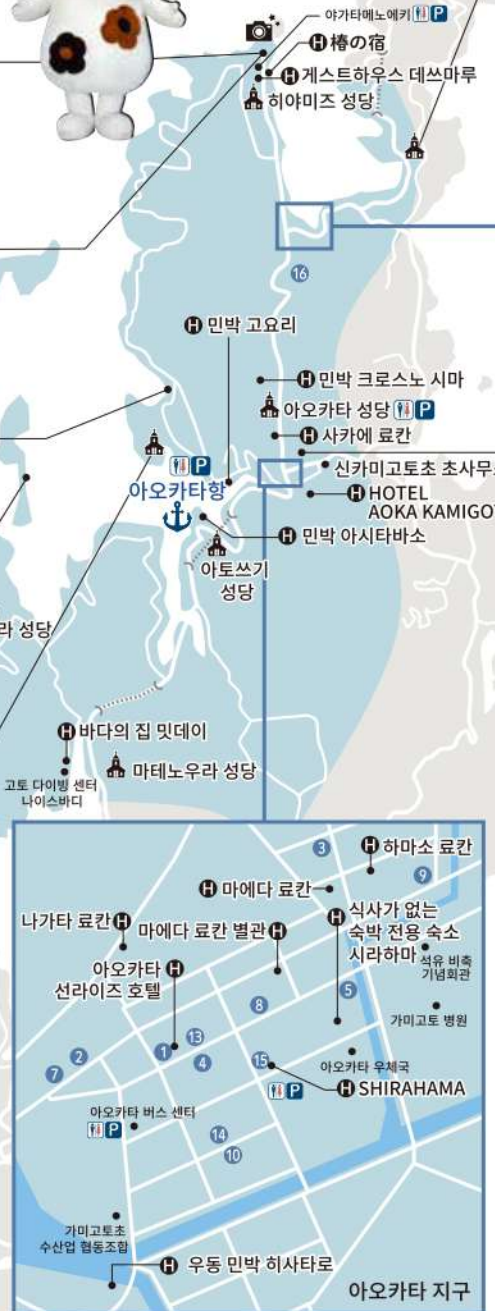 야가타메노에키 P
H 椿の宿
H 게스트하우스 데쓰마루
히야미즈 성당
16
H 민박 고요리
H 민박 크로스노 시마
아오카타 성당 P
H 사카에 료칸
P
아오카타항
신카미고토초 초사무
H HOTEL
AOKA KAMIGO
H 민박 아시타바소
아토쓰기
성당
라 성당
H 바다의 집 밋데이
고토 다이빙 센터
나이스바디
마테노우라 성당
3
H 하마소 료칸
9
H 마에다 료칸
나가타 료칸 H
마에다 료칸 별관 H
H 식사가 없는
숙박 전용 숙소
시라하마
석유 비축
기념회관
아오카타 H
선라이즈 호텔
5
8
가미고토 병원
13
1
2
4
15
7
아오카타 우체국
P
H SHIRAHAMA
아오카타 버스 센터
P
14
10
가미고토초
수산업 협동조합
H 우동 민박 히사타로
아오카타 지구